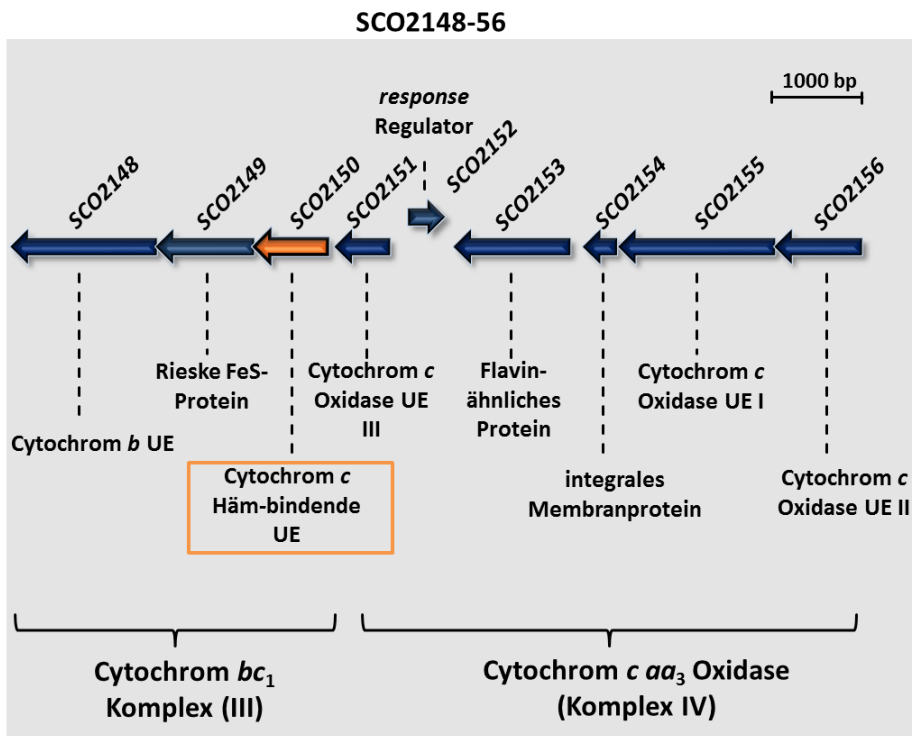 SCO2148-56
1000 bp
response
Regulator
SCO2148
SCO2149
SCO2150
SCO2151
SCO2152
SCO2153
SCO2154
SCO2155
SCO2156
Rieske FeS-
Protein
Cytochrom c
Oxidase UE
III
Flavin-
ähnliches
Protein
Cytochrom c
Oxidase UE I
Cytochrom b UE
Cytochrom c
Häm-bindende
UE
integrales
Membranprotein
Cytochrom c
Oxidase UE II
Cytochrom bc₁
Komplex (III)
Cytochrom c aa₃ Oxidase
(Komplex IV)